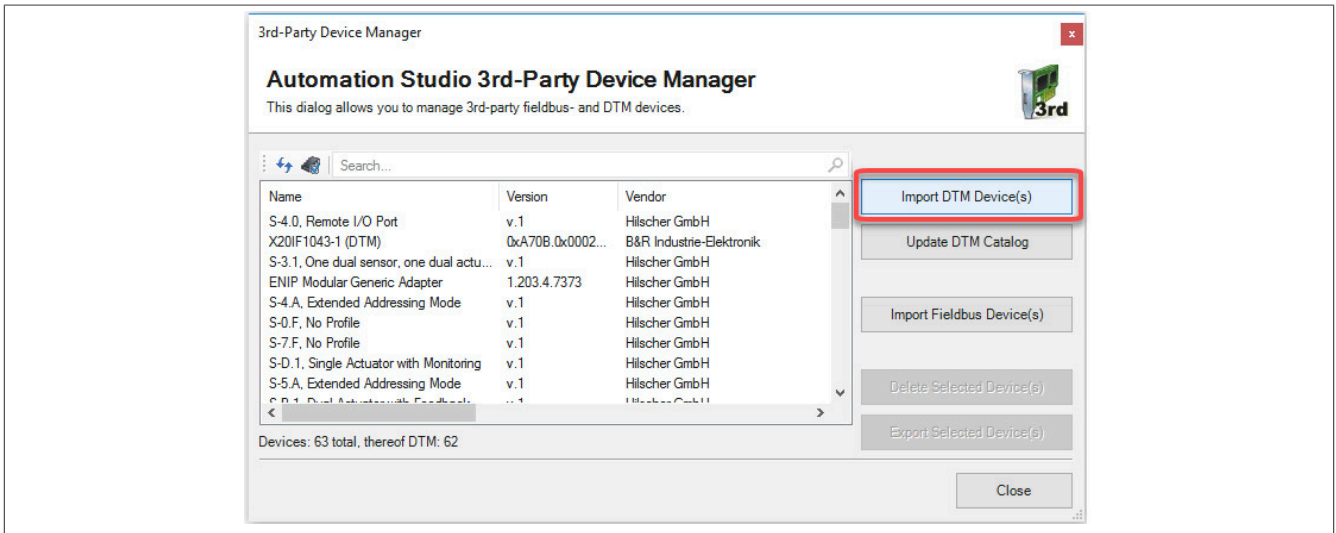 3rd-Party Device Manager
x
Automation Studio 3rd-Party Device Manager
This dialog allows you to manage 3rd-party fieldbus- and DTM devices.
3rd
Search...
Name Version Vendor
S-4.0, Remote I/O Port v.1 Hilscher GmbH
X20IF1043-1 (DTM) 0xA70B.0x0002... B&R Industrie-Elektronik
S-3.1, One dual sensor, one dual actu... v.1 Hilscher GmbH
ENIP Modular Generic Adapter 1.203.4.7373 Hilscher GmbH
S-4.A, Extended Addressing Mode v.1 Hilscher GmbH
S-0.F, No Profile v.1 Hilscher GmbH
S-7.F, No Profile v.1 Hilscher GmbH
S-D.1, Single Actuator with Monitoring v.1 Hilscher GmbH
S-5.A, Extended Addressing Mode v.1 Hilscher GmbH
Import DTM Device(s)
Update DTM Catalog
Import Fieldbus Device(s)
Delete Selected Device(s)
Export Selected Device(s)
Devices: 63 total, thereof DTM: 62
Close